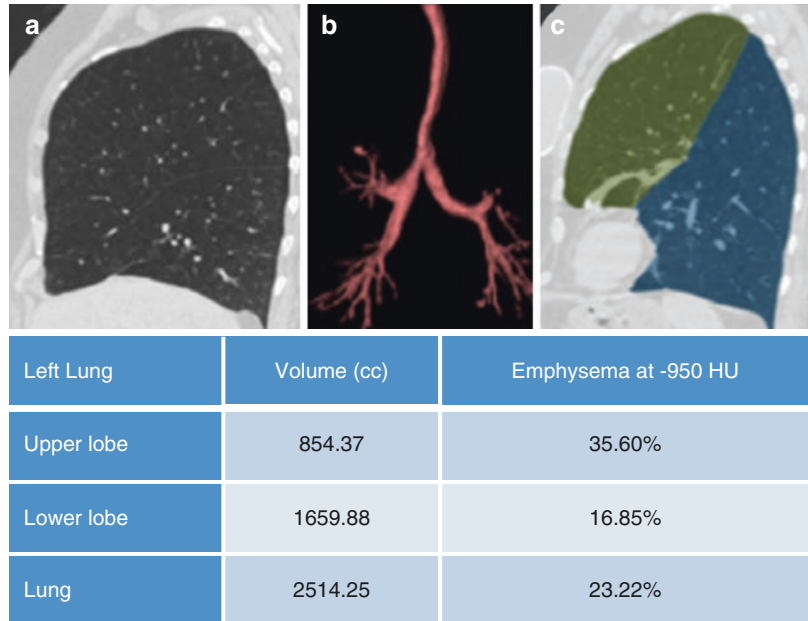 a b c
Left Lung Volume (cc) Emphysema at -950 HU
Upper lobe 854.37 35.60%
Lower lobe 1659.88 16.85%
Lung 2514.25 23.22%